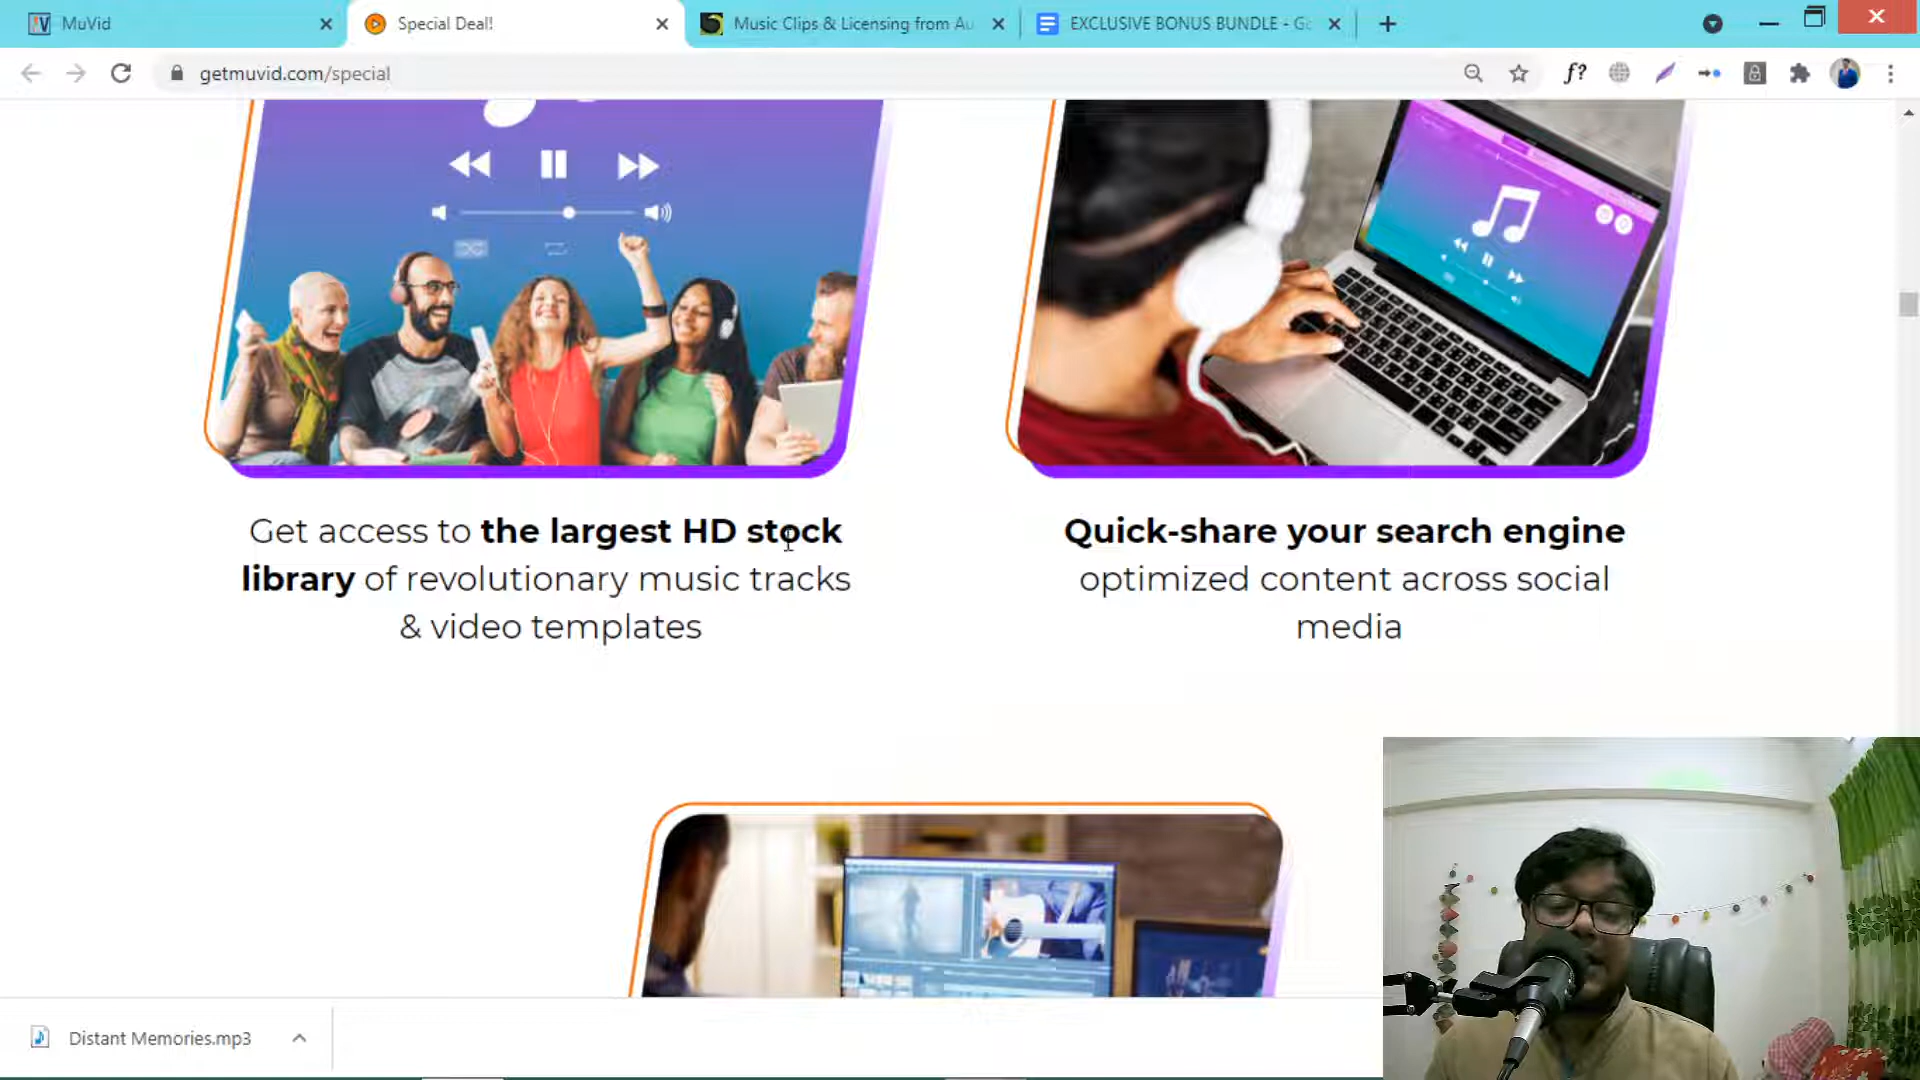 MuVid
Special Deal!
Music Clips & Licensing from Au
EXCLUSIVE BONUS BUNDLE - Go
getmuvid.com/special
f?
Get access to the largest HD stock
library of revolutionary music tracks
& video templates
Quick-share your search engine
optimized content across social
media
Distant Memories.mp3